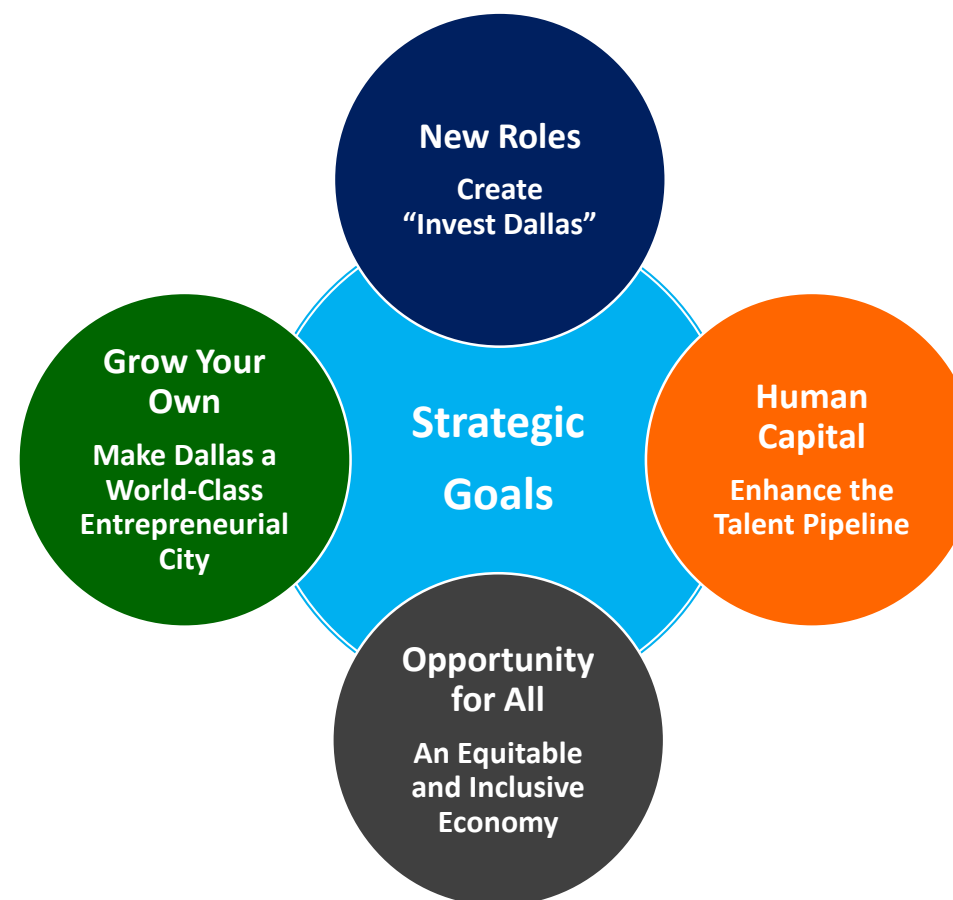 New Roles
Create
“Invest Dallas”
Grow Your
Own
Make Dallas a
World-Class
Entrepreneurial
City
Strategic
Goals
Human
Capital
Enhance the
Talent Pipeline
Opportunity
for All
An Equitable
and Inclusive
Economy